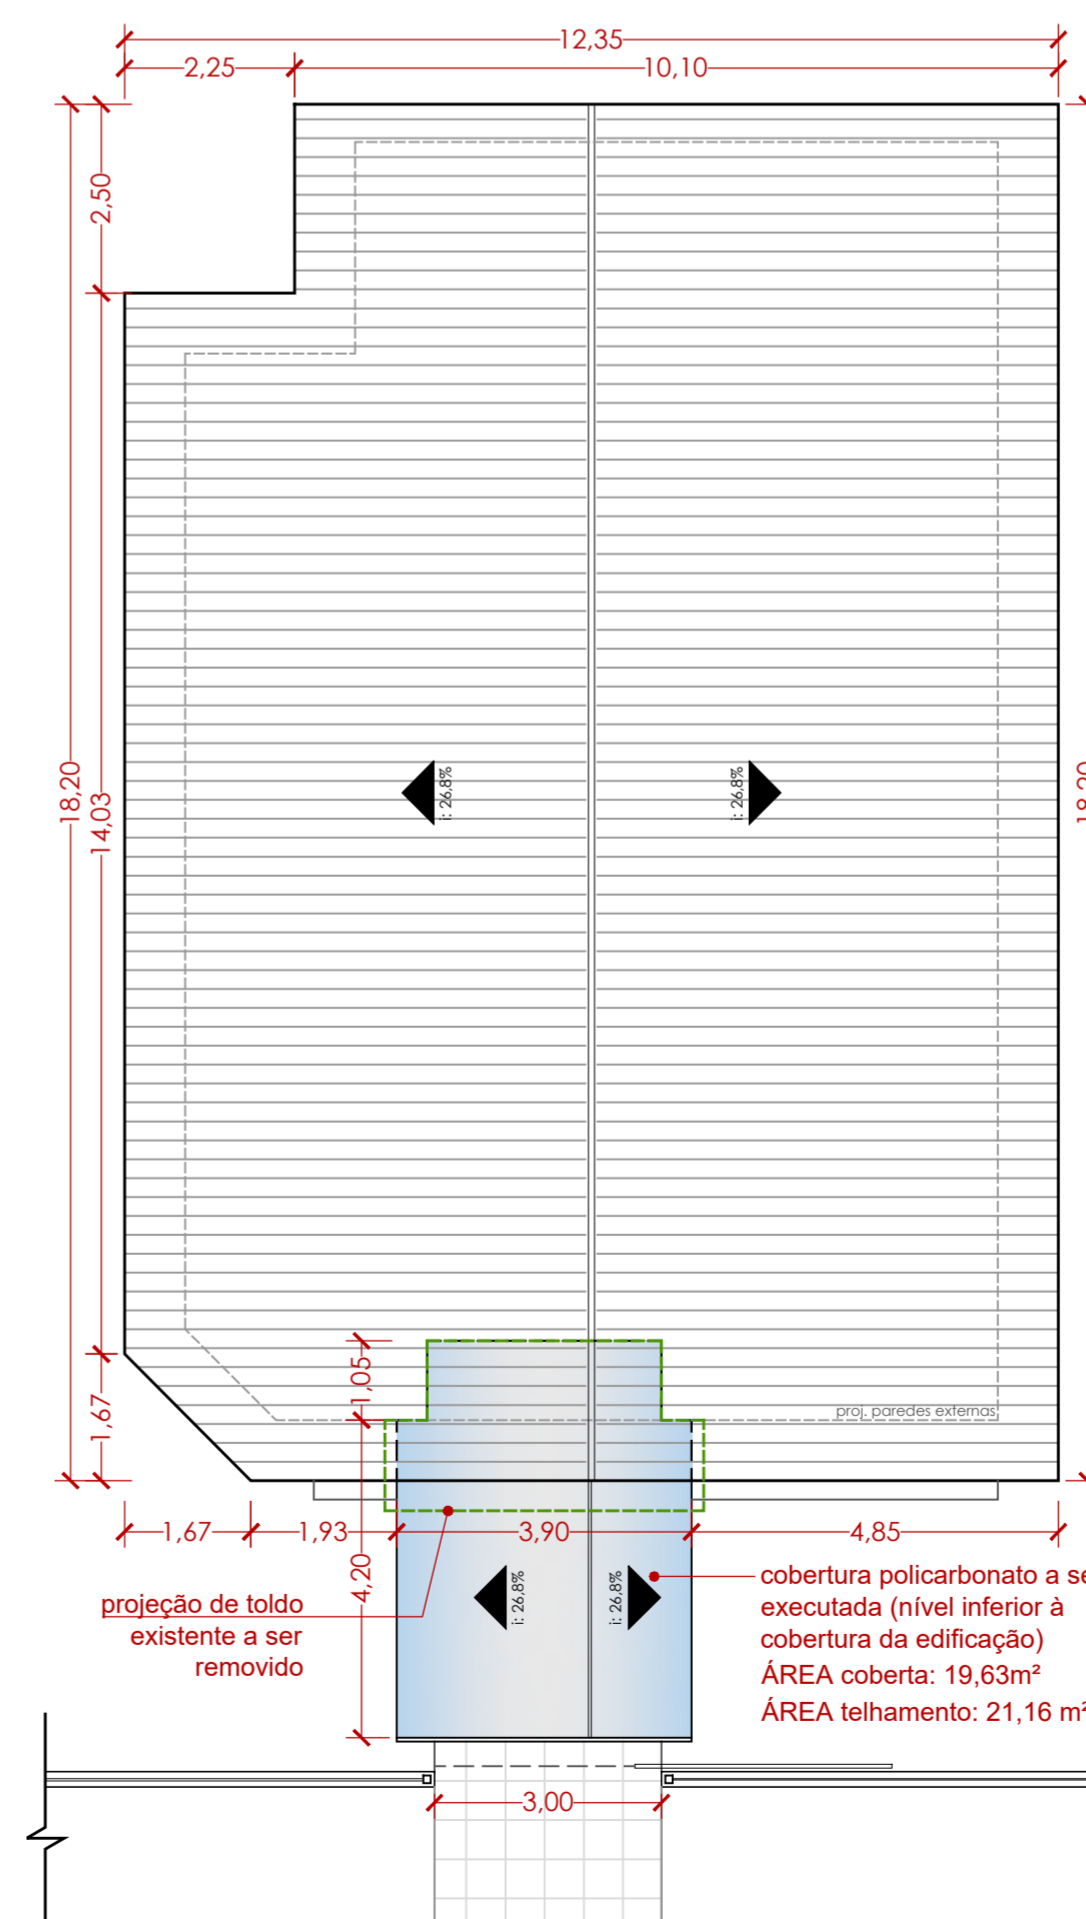 12,35
2,25
10,10
2,50
18,20
14,03
18,20
i: 26,8%
i: 26,8%
1,05
1,67
proj. paredes externas
1,67
1,93
3,90
4,85
4,20
i: 26,8%
i: 26,8%
projeção de toldo
existente a ser
removido
cobertura policarbonato a se
executada (nível inferior à
cobertura da edificação)
ÁREA coberta: 19,63m²
ÁREA telhamento: 21,16 m²
3,00